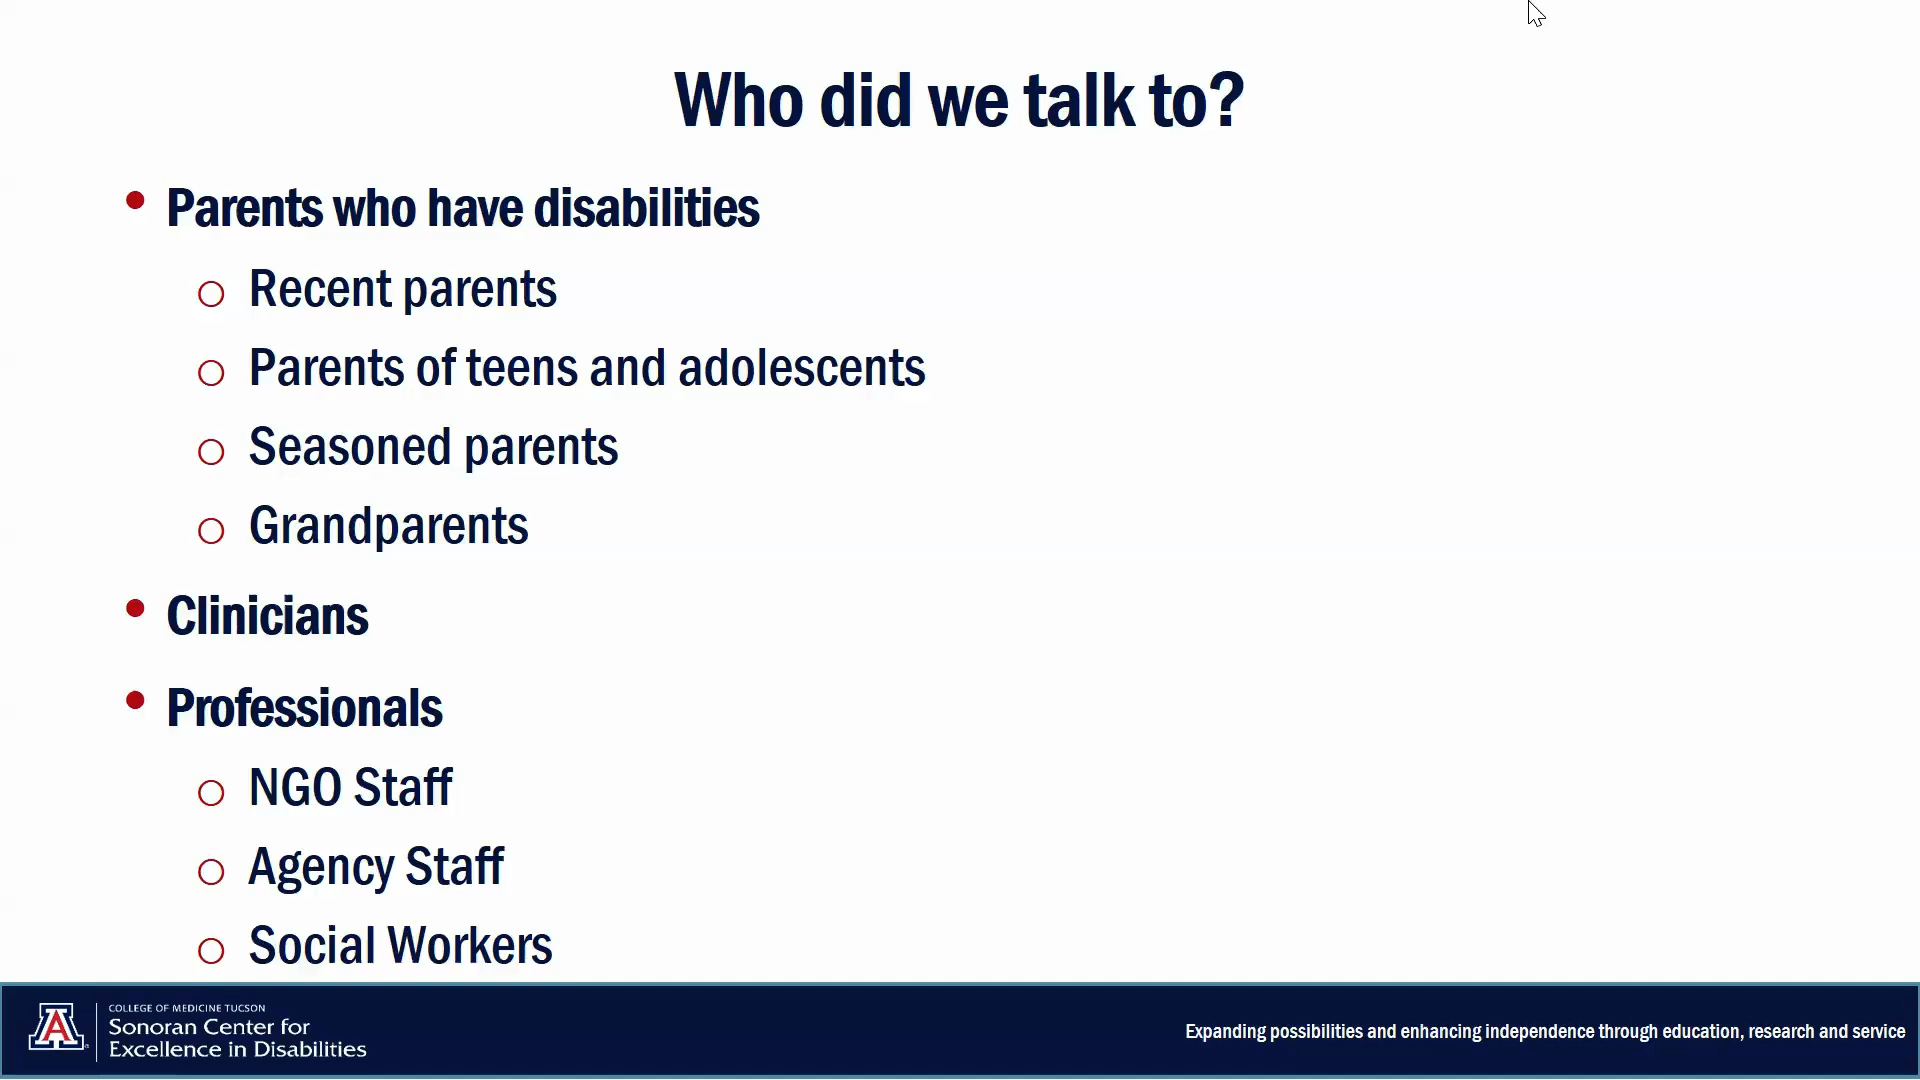 Who did we talk to?
• Parents who have disabilities
○ Recent parents
○ Parents of teens and adolescents
○ Seasoned parents
○ Grandparents
• Clinicians
• Professionals
○ NGO Staff
○ Agency Staff
○ Social Workers
A
COLLEGE OF MEDICINE TUCSON
Sonoran Center for
Excellence in Disabilities
Expanding possibilities and enhancing independence through education, research and service